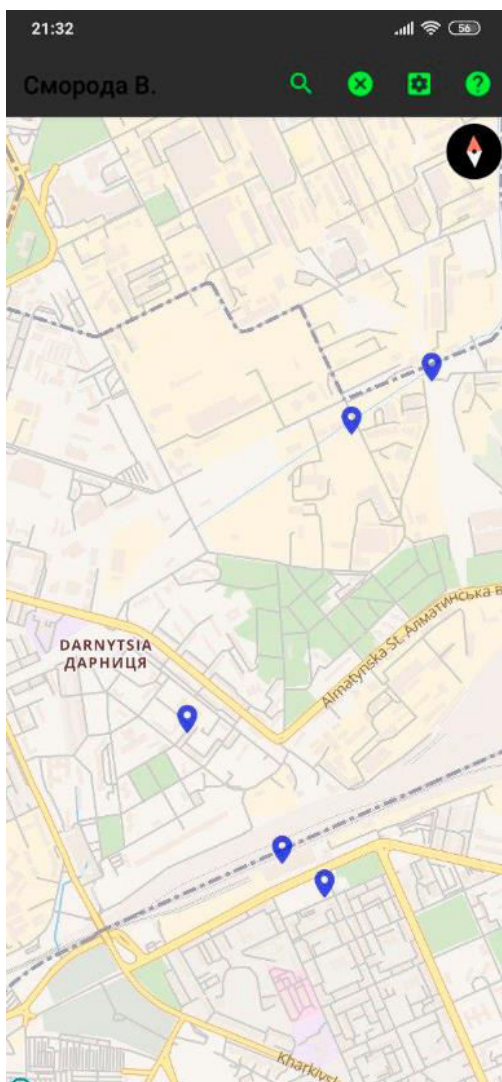 21:32
56
Сморода В.
DARNYTSIA
ДАРНИЦЯ
Almatynska St. Алматинська в
Kharkivs